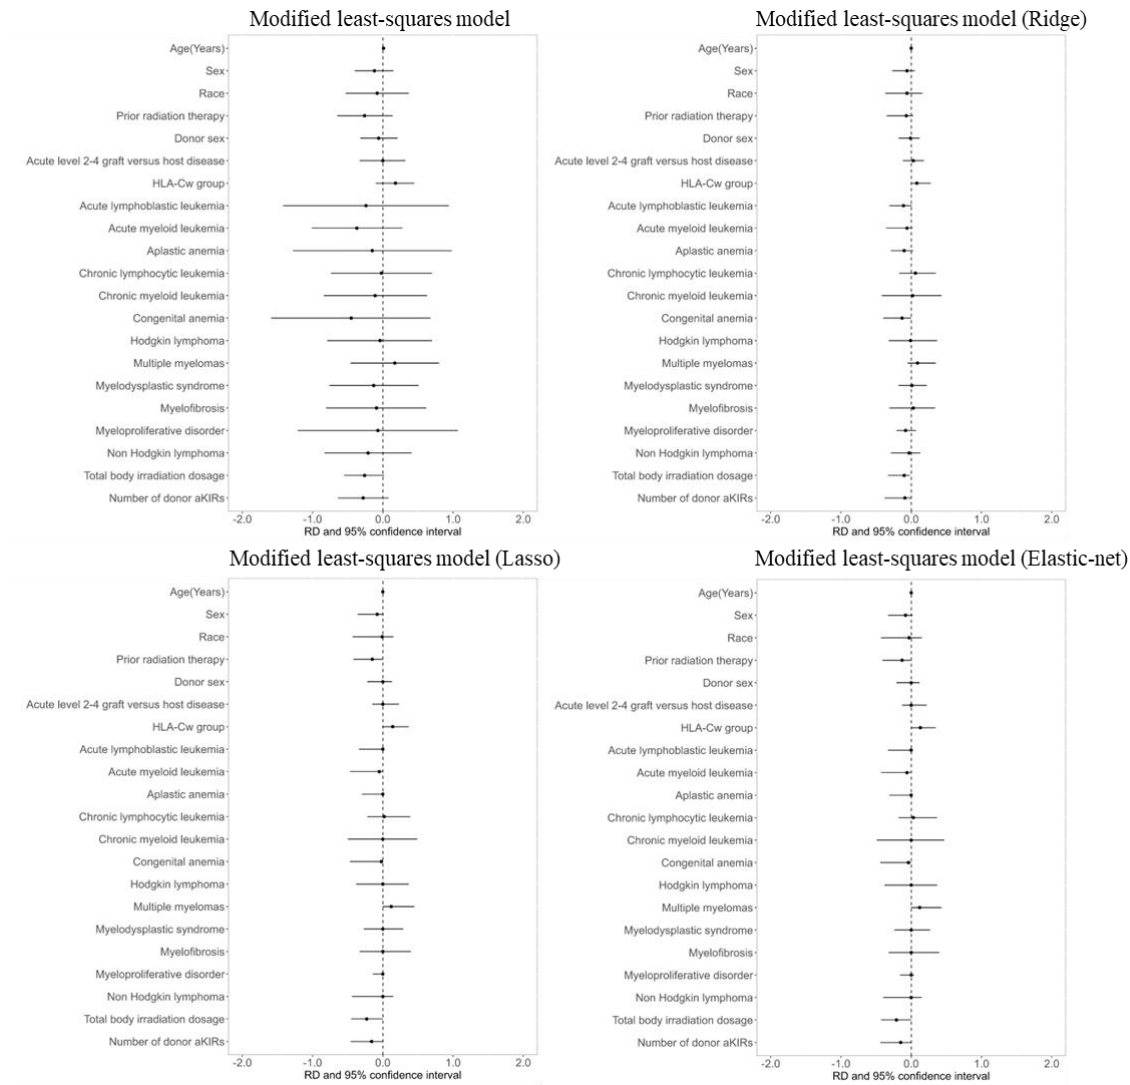 Modified least-squares model
Age(Years)
Sex
Race
Prior radiation therapy
Donor sex
Acute level 2-4 graft versus host disease
HLA-Cw group
Acute lymphoblastic leukemia
Acute myeloid leukemia
Aplastic anemia
Chronic lymphocytic leukemia
Chronic myeloid leukemia
Congenital anemia
Hodgkin lymphoma
Multiple myelomas
Myelodysplastic syndrome
Myelofibrosis
Myeloproliferative disorder
Non Hodgkin lymphoma
Total body irradiation dosage
Number of donor aKIRs
-2.0 -1.0 0.0 1.0 2.0
RD and 95% confidence interval
Modified least-squares model (Ridge)
Age(Years)
Sex
Race
Prior radiation therapy
Donor sex
Acute level 2-4 graft versus host disease
HLA-Cw group
Acute lymphoblastic leukemia
Acute myeloid leukemia
Aplastic anemia
Chronic lymphocytic leukemia
Chronic myeloid leukemia
Congenital anemia
Hodgkin lymphoma
Multiple myelomas
Myelodysplastic syndrome
Myelofibrosis
Myeloproliferative disorder
Non Hodgkin lymphoma
Total body irradiation dosage
Number of donor aKIRs
-2.0 -1.0 0.0 1.0 2.0
RD and 95% confidence interval
Modified least-squares model (Lasso)
Age(Years)
Sex
Race
Prior radiation therapy
Donor sex
Acute level 2-4 graft versus host disease
HLA-Cw group
Acute lymphoblastic leukemia
Acute myeloid leukemia
Aplastic anemia
Chronic lymphocytic leukemia
Chronic myeloid leukemia
Congenital anemia
Hodgkin lymphoma
Multiple myelomas
Myelodysplastic syndrome
Myelofibrosis
Myeloproliferative disorder
Non Hodgkin lymphoma
Total body irradiation dosage
Number of donor aKIRs
-2.0 -1.0 0.0 1.0 2.0
RD and 95% confidence interval
Modified least-squares model (Elastic-net)
Age(Years)
Sex
Race
Prior radiation therapy
Donor sex
Acute level 2-4 graft versus host disease
HLA-Cw group
Acute lymphoblastic leukemia
Acute myeloid leukemia
Aplastic anemia
Chronic lymphocytic leukemia
Chronic myeloid leukemia
Congenital anemia
Hodgkin lymphoma
Multiple myelomas
Myelodysplastic syndrome
Myelofibrosis
Myeloproliferative disorder
Non Hodgkin lymphoma
Total body irradiation dosage
Number of donor aKIRs
-2.0 -1.0 0.0 1.0 2.0
RD and 95% confidence interval